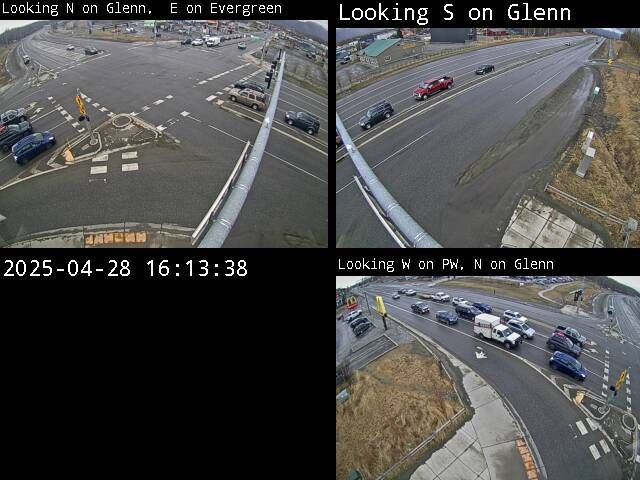 Looking N on Glenn, E on Evergreen
Looking S on Glenn
2025-04-28 16:13:38
Looking W on PW, N on Glenn